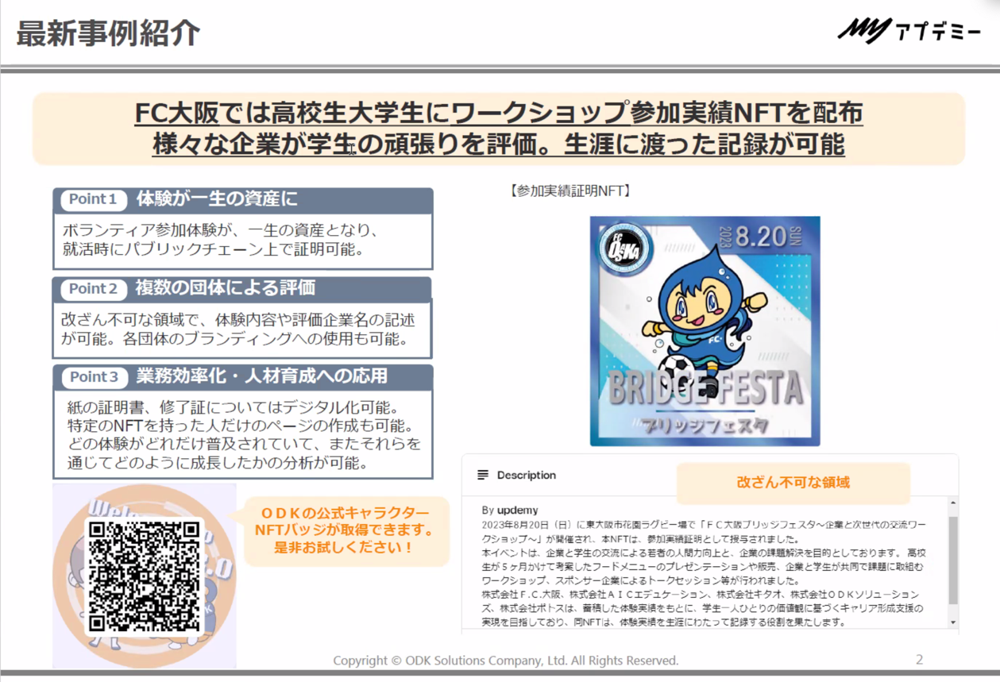 最新事例紹介
MYアプデミー
FC大阪では高校生大学生にワークショップ参加実績NFTを配布
様々な企業が学生の頑張りを評価。生涯に渡った記録が可能
Point1 体験が一生の資産に
ボランティア参加体験が、一生の資産となり、
就活時にパブリックチェーン上で証明可能。
Point2 複数の団体による評価
改ざん不可な領域で、体験内容や評価企業名の記述
が可能。各団体のブランディングへの使用も可能。
Point3 業務効率化・人材育成への応用
紙の証明書、修了証についてはデジタル化可能。
特定のNFTを持った人だけのページの作成も可能。
どの体験がどれだけ普及されていて、またそれらを
通じてどのように成長したかの分析が可能。
ODKの公式キャラクター
NFTバッジが取得できます。
是非お試しください！
【参加実績証明NFT】
FC OSAKA
2023 8.20 SUN
FC
BRIDGE FESTA
ブリッジフェスタ
Description
改ざん不可な領域
By updemy
2023年8月20日（日）に東大阪市花園ラグビー場で「ＦＣ大阪ブリッジフェスタ～企業と次世代の交流ワー
クショップ～」が開催され、本NFTは、参加実績証明として授与されました。
本イベントは、企業と学生の交流による若者の人間力向上と、企業の課題解決を目的としております。 高校
生が５ヶ月かけて考案したフードメニューのプレゼンテーションや販売、企業と学生が共同で課題に取組む
ワークショップ、スポンサー企業によるトークセッション等が行われました。
株式会社Ｆ.Ｃ.大阪、株式会社ＡＩＣエデュケーション、株式会社キクオ、株式会社ＯＤＫソリューション
ズ、株式会社ポトスは、蓄積した体験実績をもとに、学生一人ひとりの価値観に基づくキャリア形成支援の
実現を目指しており、同NFTは、体験実績を生涯にわたって記録する役割を果たします。
Copyright © ODK Solutions Company, Ltd. All Rights Reserved.
2